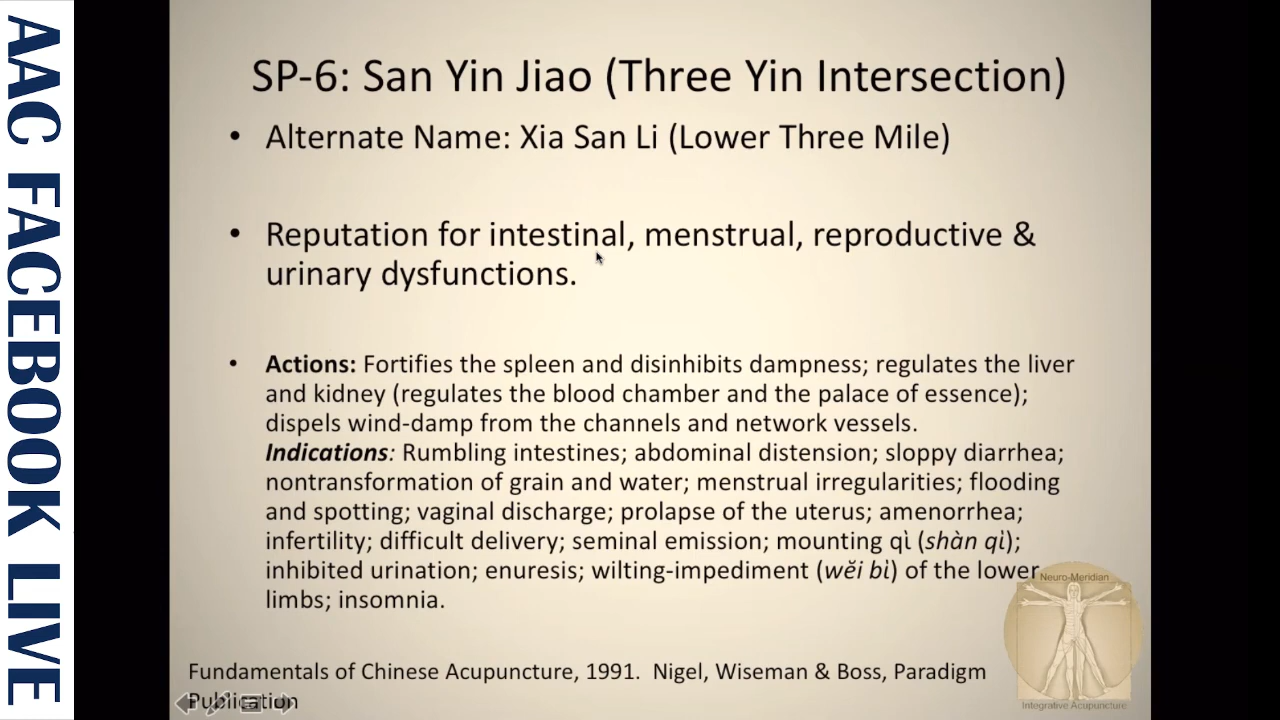 AAC FACEBOOK LIVE
SP-6: San Yin Jiao (Three Yin Intersection)
• Alternate Name: Xia San Li (Lower Three Mile)
• Reputation for intestinal, menstrual, reproductive &
urinary dysfunctions.
• Actions: Fortifies the spleen and disinhibits dampness; regulates the liver
and kidney (regulates the blood chamber and the palace of essence);
dispels wind-damp from the channels and network vessels.
Indications: Rumbling intestines; abdominal distension; sloppy diarrhea;
nontransformation of grain and water; menstrual irregularities; flooding
and spotting; vaginal discharge; prolapse of the uterus; amenorrhea;
infertility; difficult delivery; seminal emission; mounting qì (shàn qì);
inhibited urination; enuresis; wilting-impediment (wěi bì) of the lower
limbs; insomnia.
Neuro-Meridian
Integrative Acupuncture
Fundamentals of Chinese Acupuncture, 1991. Nigel, Wiseman & Boss, Paradigm
Publication